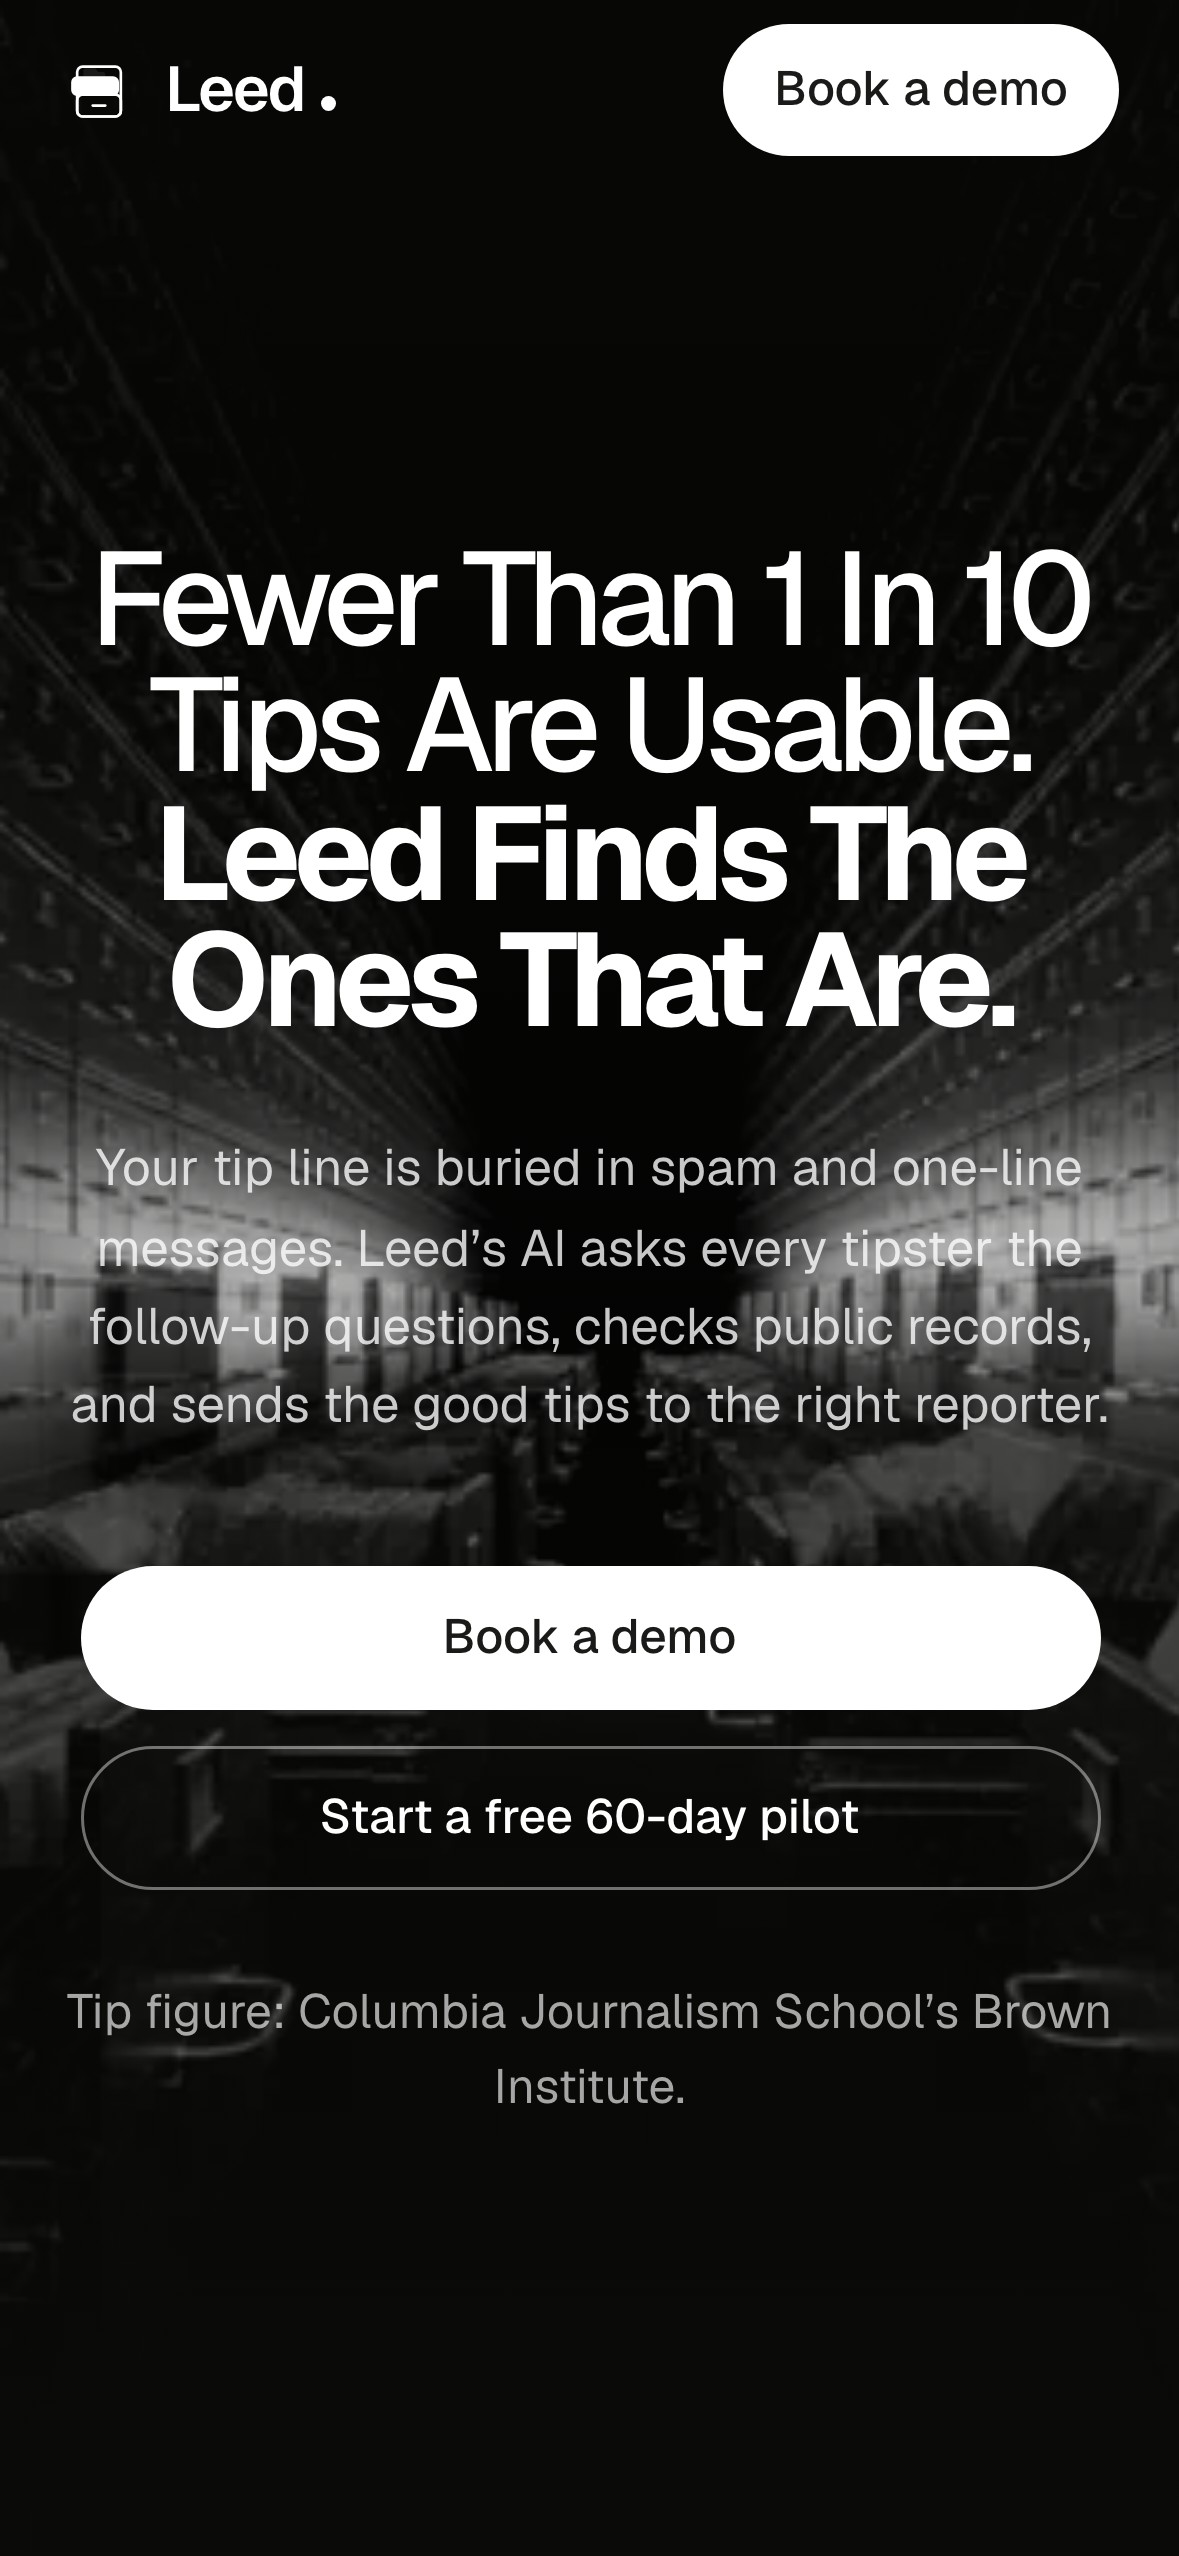 Leed .
Book a demo
Fewer Than 1 In 10
Tips Are Usable.
Leed Finds The
Ones That Are.
Your tip line is buried in spam and one-line
messages. Leed’s AI asks every tipster the
follow-up questions, checks public records,
and sends the good tips to the right reporter.
Book a demo
Start a free 60-day pilot
Tip figure: Columbia Journalism School’s Brown
Institute.